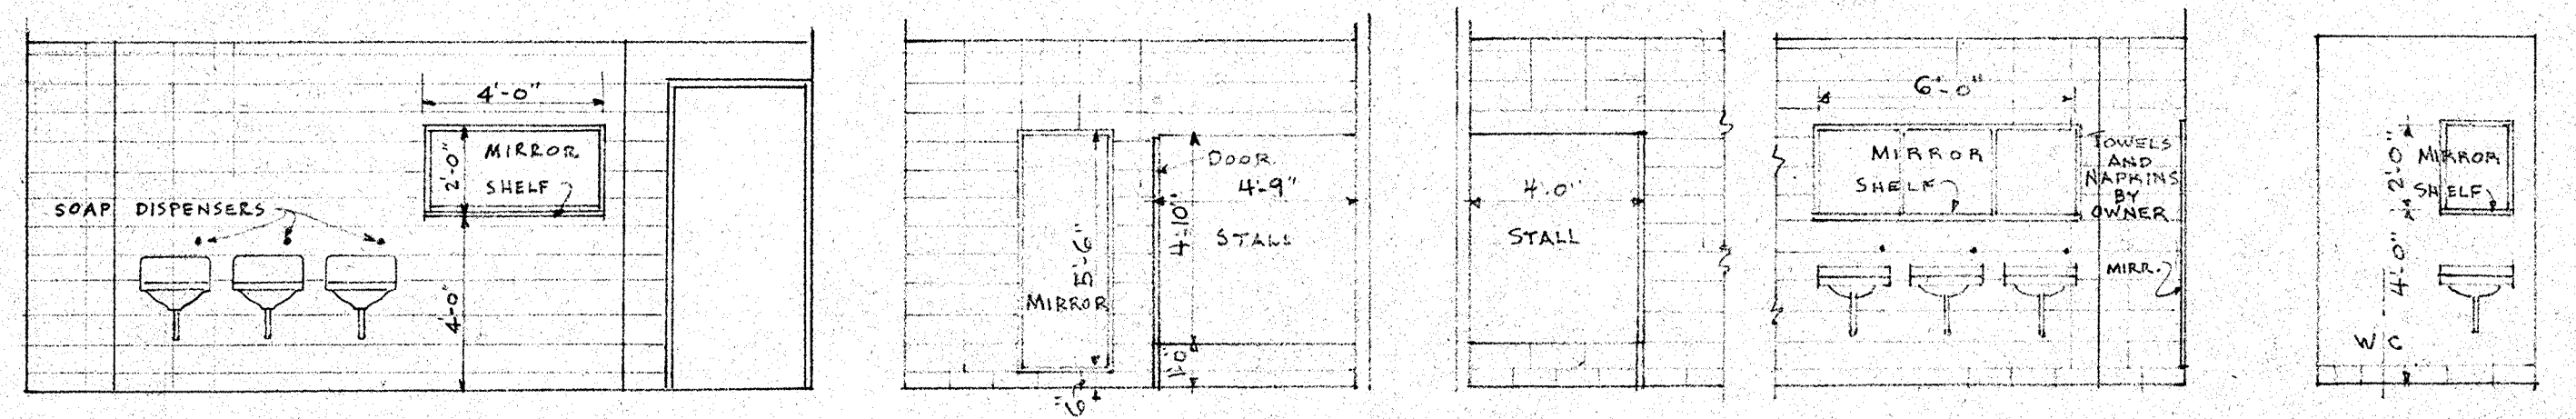 4'-0"
2'-0"
MIRROR
SHELF
SOAP DISPENSERS
4'-0"
5'-6"
MIRROR
6"
DOOR
4'-9"
4'-10"
STALL
1'-0"
4'-0"
STALL
6'-0"
MIRROR
SHELF
TOWELS
AND
NAPKINS
BY
OWNER
MIRR.
2'-0"
MIRROR
SHELF
4'-0"
W C